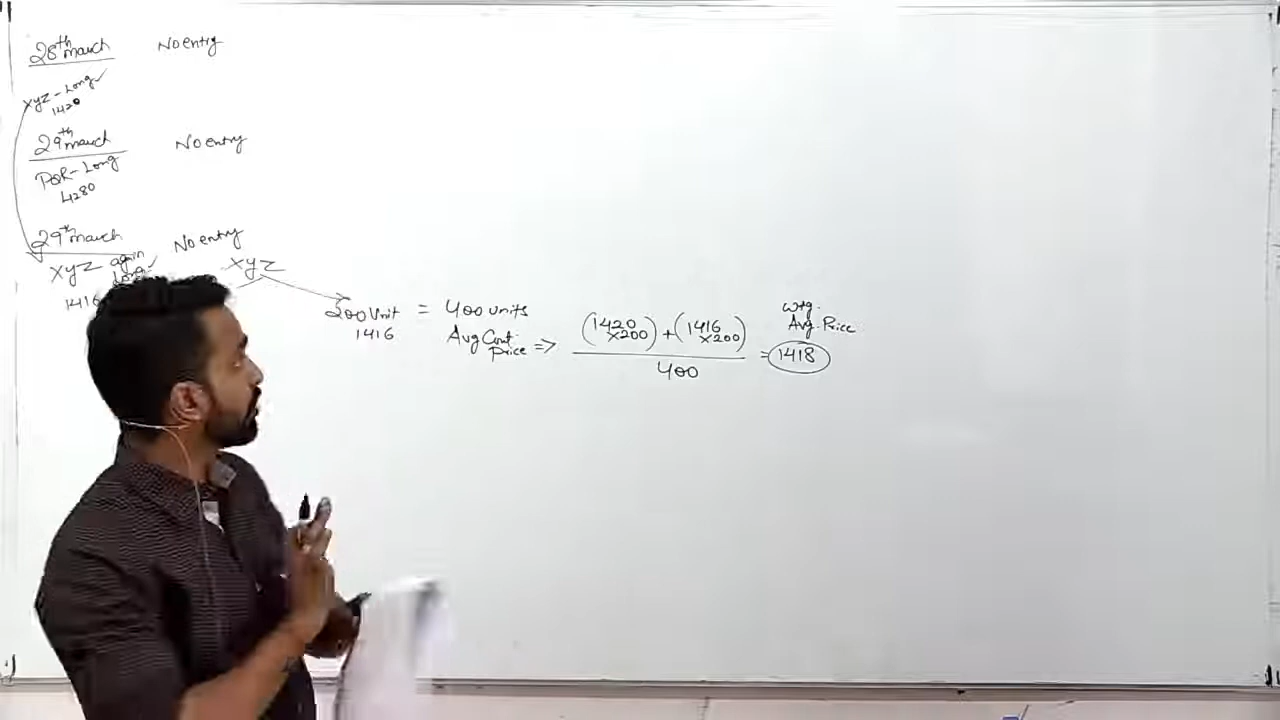 28th March No entry
XYZ - Long ✓
1420
29th March No entry
PQR - Long
4280
29th March No entry
XYZ again
Long ✓
1416
XYZ
200 Unit = 400 units
1416
Avg Cont.
Price =>
(1420 x200) + (1416 x200)
400
= 1418
Wtg.
Avg. Price